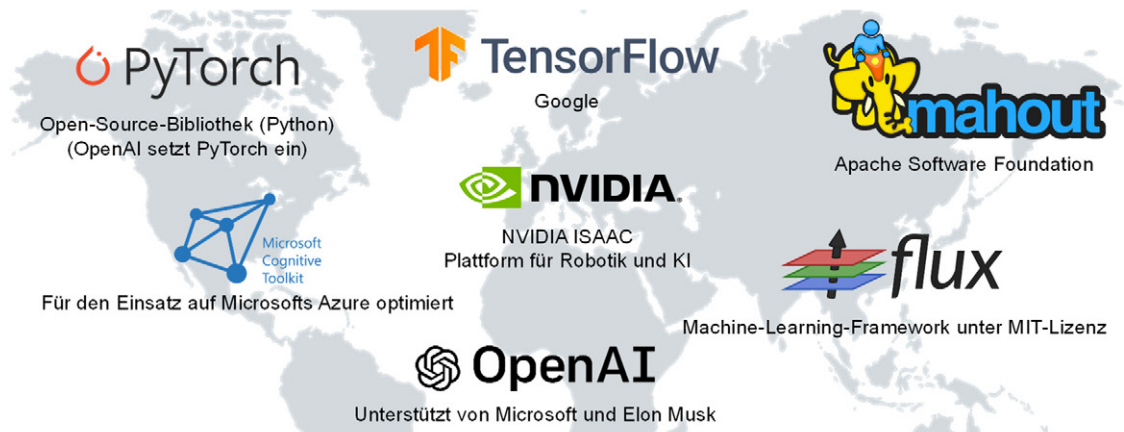 PyTorch
Open-Source-Bibliothek (Python)
(OpenAI setzt PyTorch ein)
TensorFlow
Google
mahout
Apache Software Foundation
Microsoft
Cognitive
Toolkit
Für den Einsatz auf Microsofts Azure optimiert
NVIDIA.
NVIDIA ISAAC
Plattform für Robotik und KI
flux
Machine-Learning-Framework unter MIT-Lizenz
OpenAI
Unterstützt von Microsoft und Elon Musk